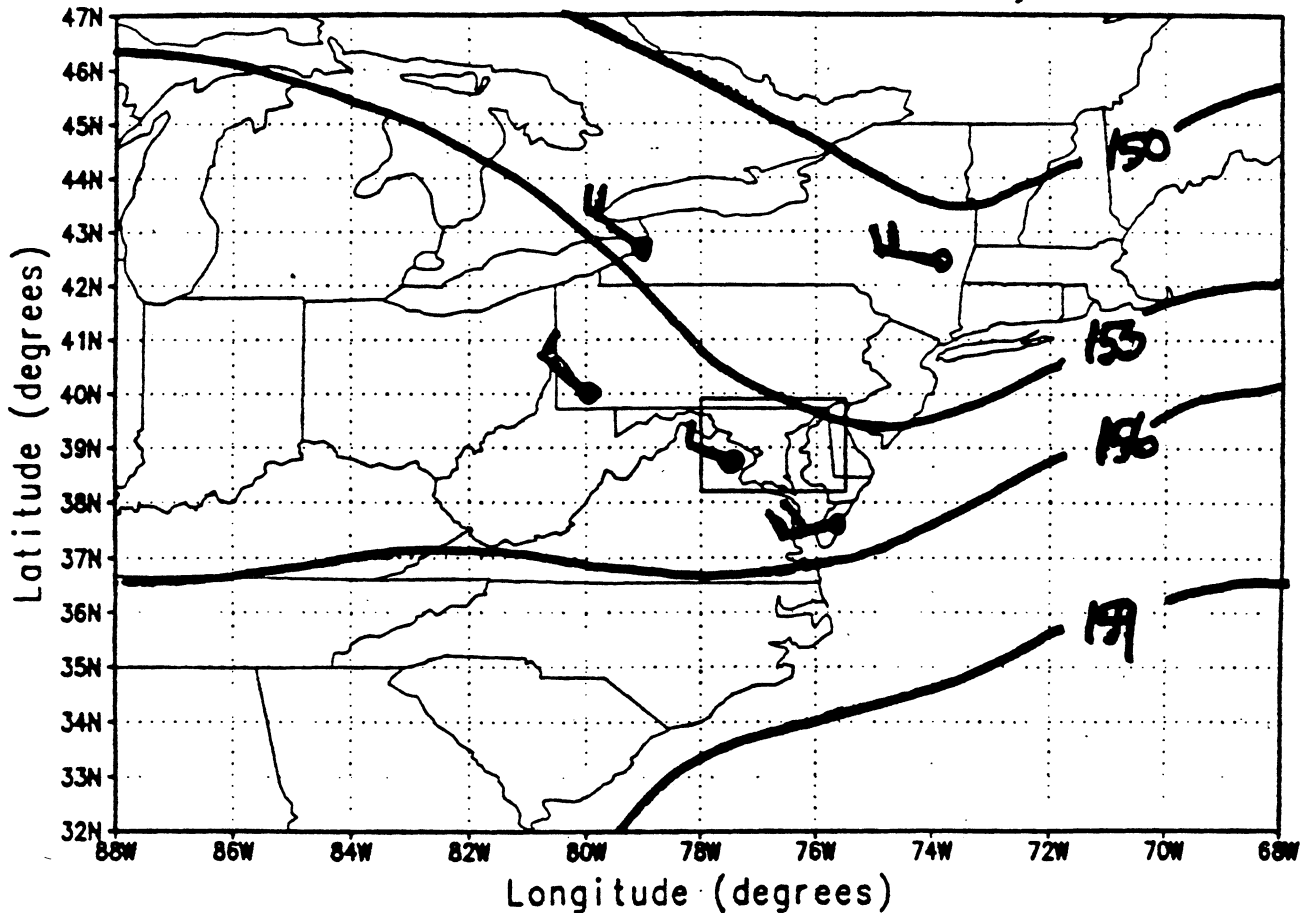 47N
46N
45N
44N
43N
42N
41N
40N
39N
38N
37N
36N
35N
34N
33N
32N
Latitude (degrees)
150
153
156
159
88W 86W 84W 82W 80W 78W 76W 74W 72W 70W 68W
Longitude (degrees)